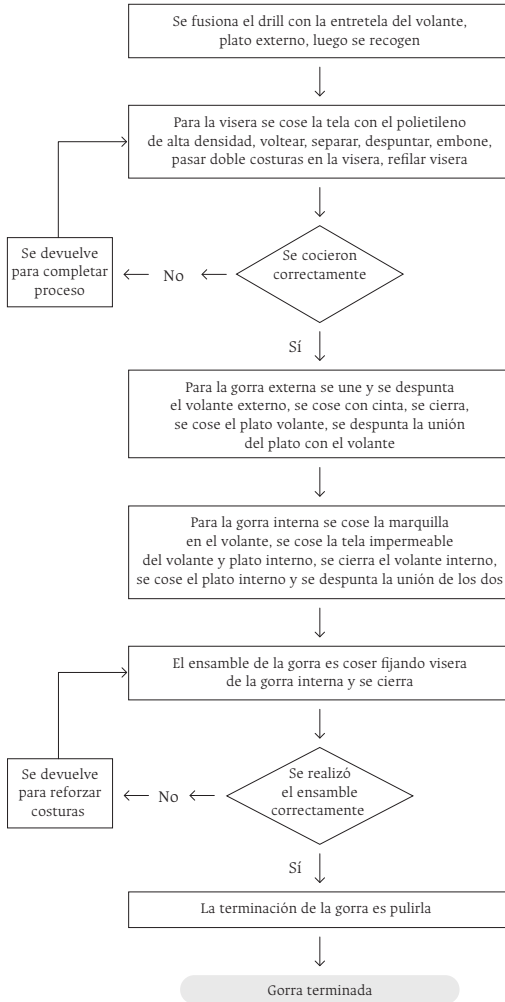 Se fusiona el drill con la entretela del volante,
plato externo, luego se recogen
Para la visera se cose la tela con el polietileno
de alta densidad, voltear, separar, despuntar, embone,
pasar doble costuras en la visera, refilar visera
Se cocieron
correctamente
No
Se devuelve
para completar
proceso
Sí
Para la gorra externa se une y se despunta
el volante externo, se cose con cinta, se cierra,
se cose el plato volante, se despunta la unión
del plato con el volante
Para la gorra interna se cose la marquilla
en el volante, se cose la tela impermeable
del volante y plato interno, se cierra el volante interno,
se cose el plato interno y se despunta la unión de los dos
El ensamble de la gorra es coser fijando visera
de la gorra interna y se cierra
Se realizó
el ensamble
correctamente
No
Se devuelve
para reforzar
costuras
Sí
La terminación de la gorra es pulirla
Gorra terminada